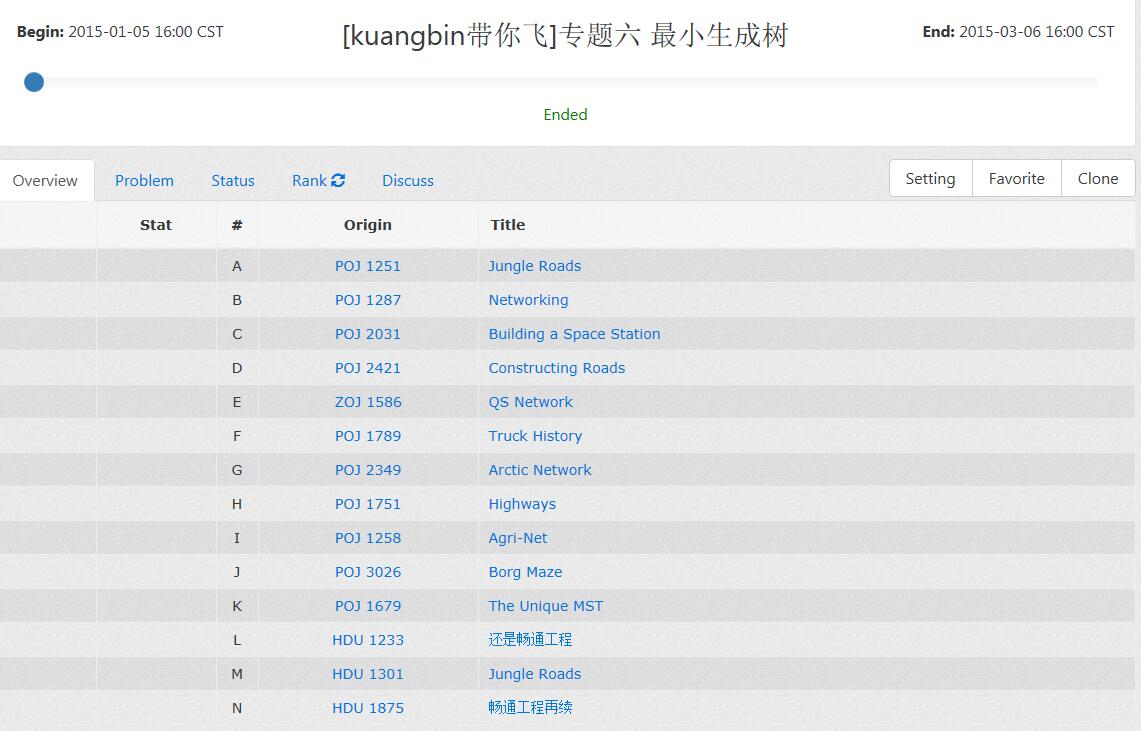 Begin: 2015-01-05 16:00 CST [kuangbin带你飞]专题六 最小生成树 End: 2015-03-06 16:00 CST
Ended
Overview Problem Status Rank Discuss Setting Favorite Clone
Stat # Origin Title
A POJ 1251 Jungle Roads
B POJ 1287 Networking
C POJ 2031 Building a Space Station
D POJ 2421 Constructing Roads
E ZOJ 1586 QS Network
F POJ 1789 Truck History
G POJ 2349 Arctic Network
H POJ 1751 Highways
I POJ 1258 Agri-Net
J POJ 3026 Borg Maze
K POJ 1679 The Unique MST
L HDU 1233 还是畅通工程
M HDU 1301 Jungle Roads
N HDU 1875 畅通工程再续